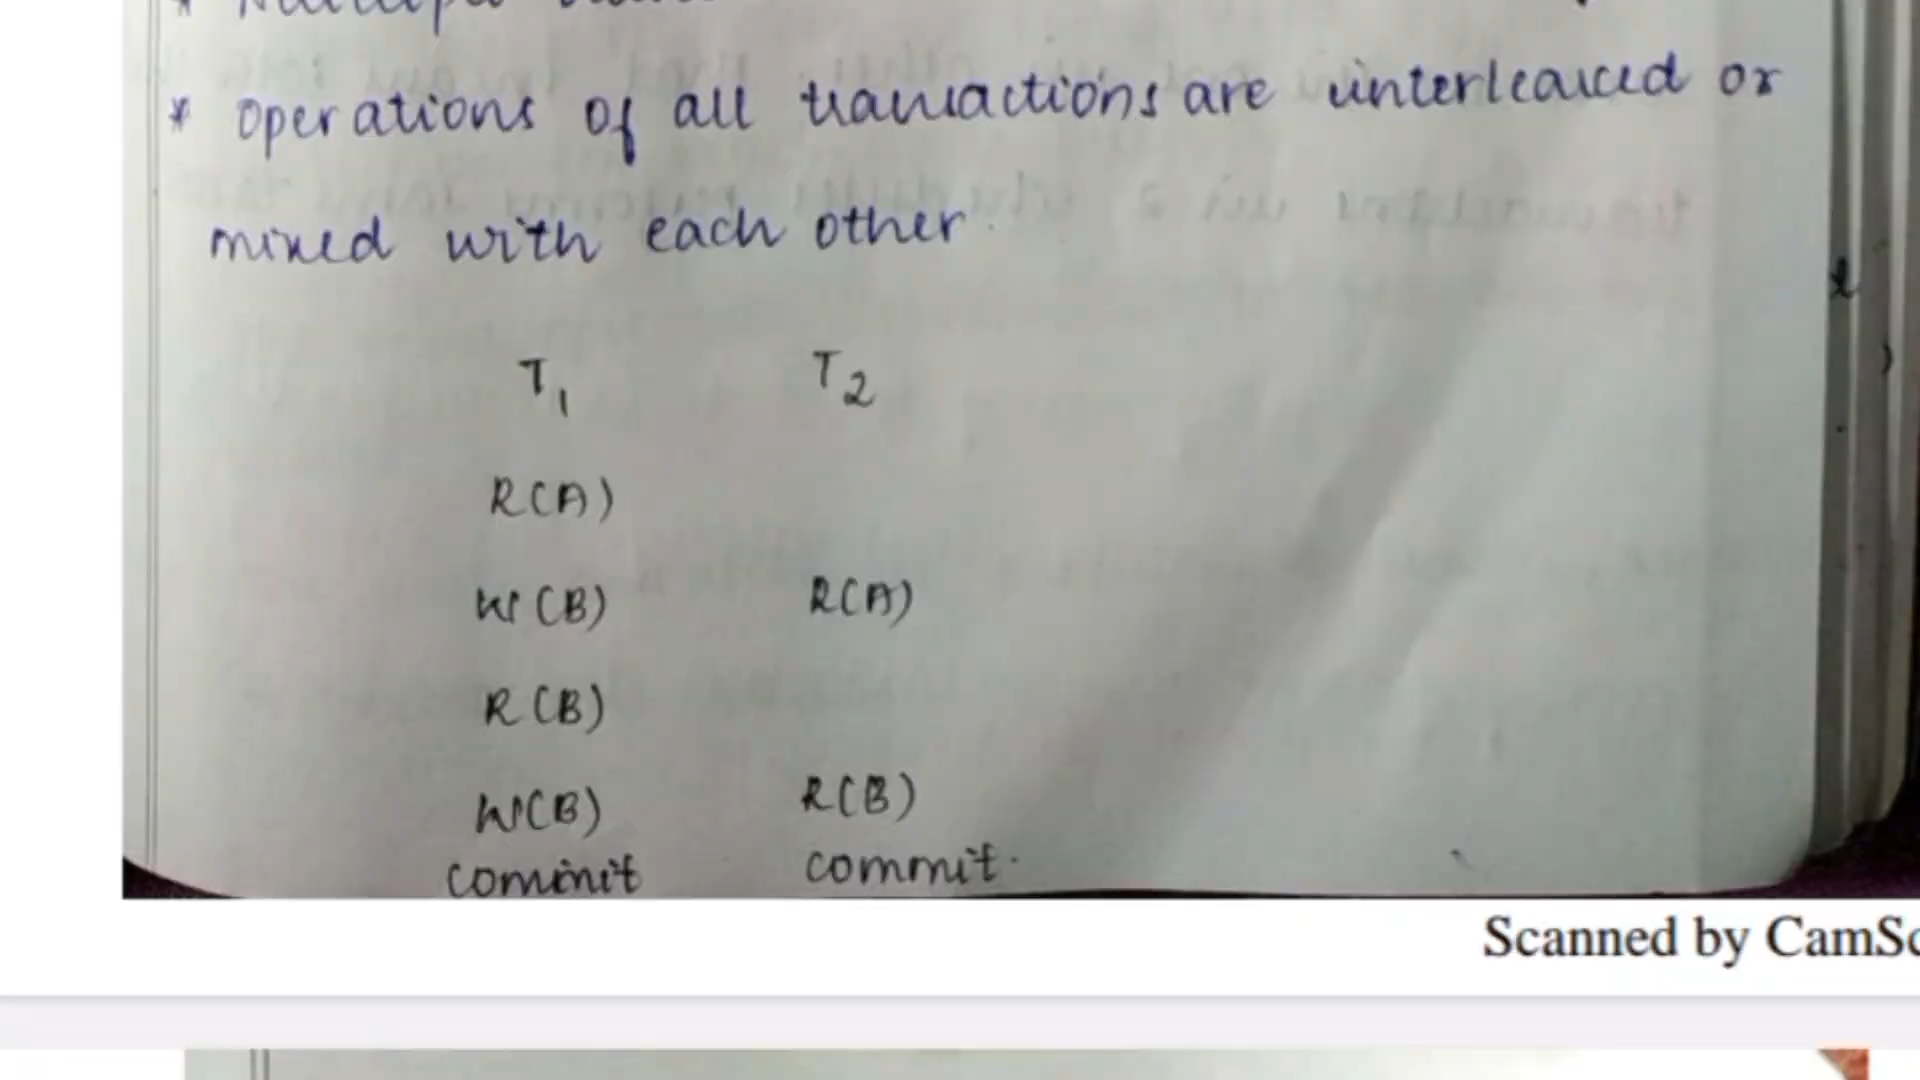 * operations of all transactions are interleaved or
mixed with each other
T1 T2
R(A)
W(B) R(A)
R(B)
W(B) R(B)
commit commit.
Scanned by CamSc